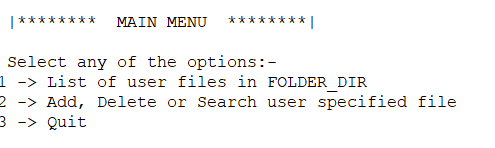 |********  MAIN MENU  ********|
Select any of the options:-
1 -> List of user files in FOLDER_DIR
2 -> Add, Delete or Search user specified file
3 -> Quit